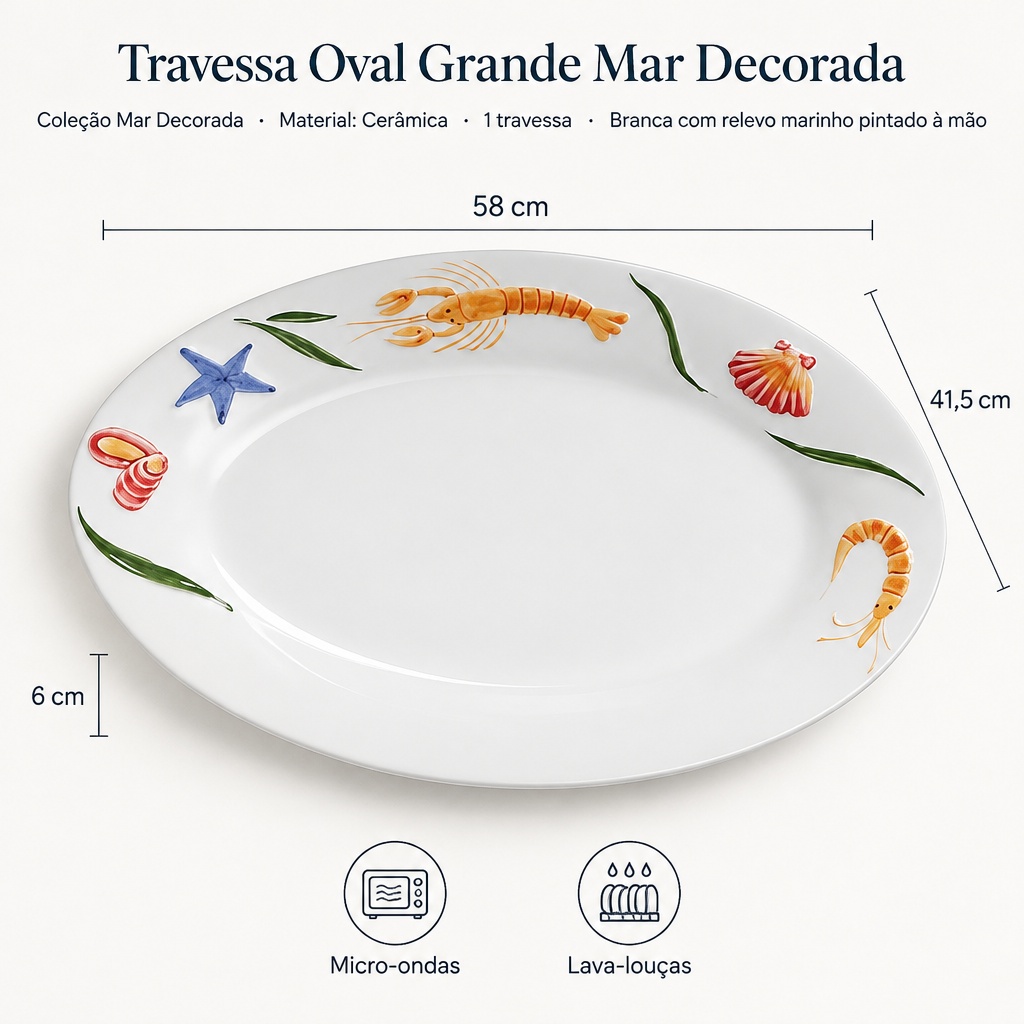 Travessa Oval Grande Mar Decorada
Coleção Mar Decorada · Material: Cerâmica · 1 travessa · Branca com relevo marinho pintado à mão
58 cm
41,5 cm
6 cm
Micro-ondas
Lava-louças